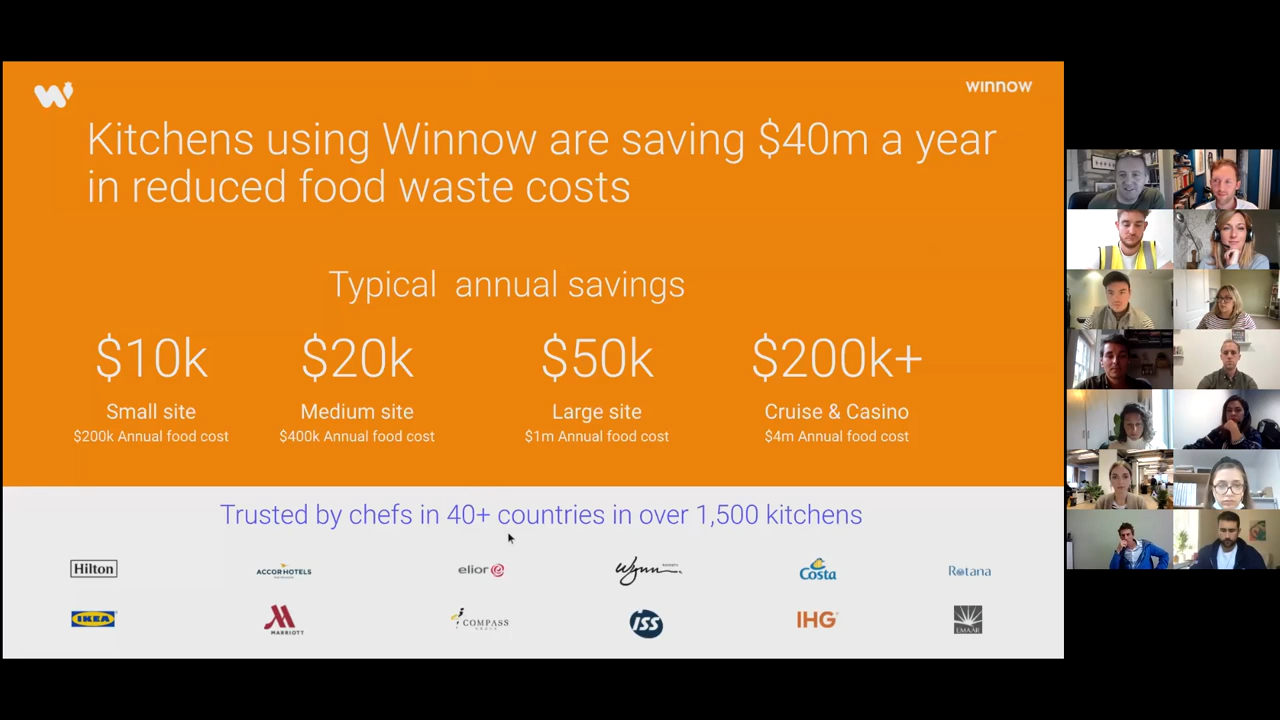 winnow
Kitchens using Winnow are saving $40m a year
in reduced food waste costs
Typical annual savings
$10k $20k $50k $200k+
Small site Medium site Large site Cruise & Casino
$200k Annual food cost $400k Annual food cost $1m Annual food cost $4m Annual food cost
Trusted by chefs in 40+ countries in over 1,500 kitchens
Hilton ACCORHOTELS elior Wynn Costa Rotana
IKEA MARRIOTT COMPASS GROUP ISS IHG EMAAR